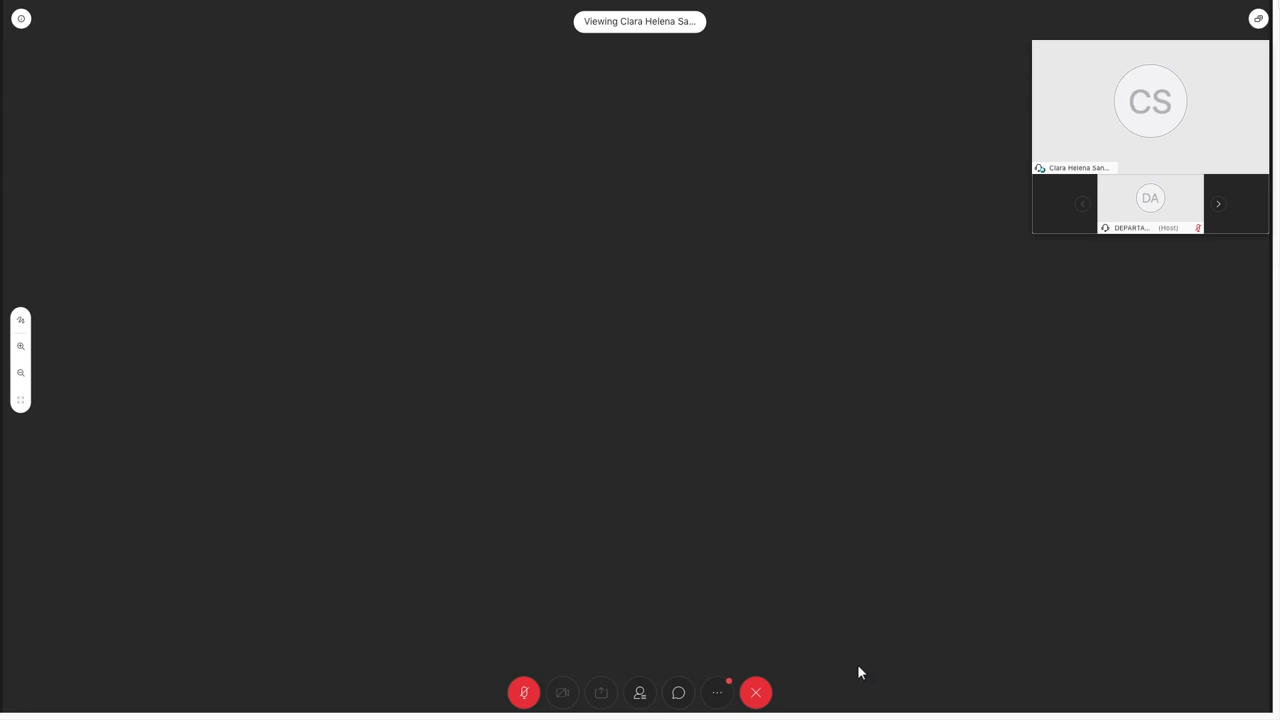 Viewing Clara Helena Sa...
CS
Clara Helena San...
DA
DEPARTA... (Host)